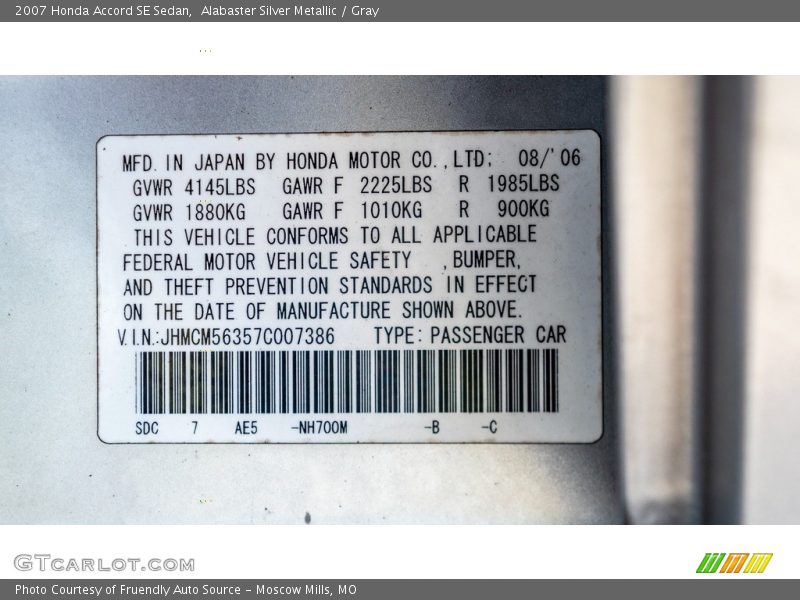 2007 Honda Accord SE Sedan,  Alabaster Silver Metallic / Gray
MFD. IN JAPAN BY HONDA MOTOR CO., LTD; 08/'06
GVWR 4145LBS GAWR F 2225LBS R 1985LBS
GVWR 1880KG GAWR F 1010KG R 900KG
THIS VEHICLE CONFORMS TO ALL APPLICABLE
FEDERAL MOTOR VEHICLE SAFETY , BUMPER,
AND THEFT PREVENTION STANDARDS IN EFFECT
ON THE DATE OF MANUFACTURE SHOWN ABOVE.
V.I.N.:JHMCM56357C007386 TYPE: PASSENGER CAR
SDC 7 AE5 -NH700M -B -C
GTCARLOT.COM
Photo Courtesy of Fruendly Auto Source - Moscow Mills, MO